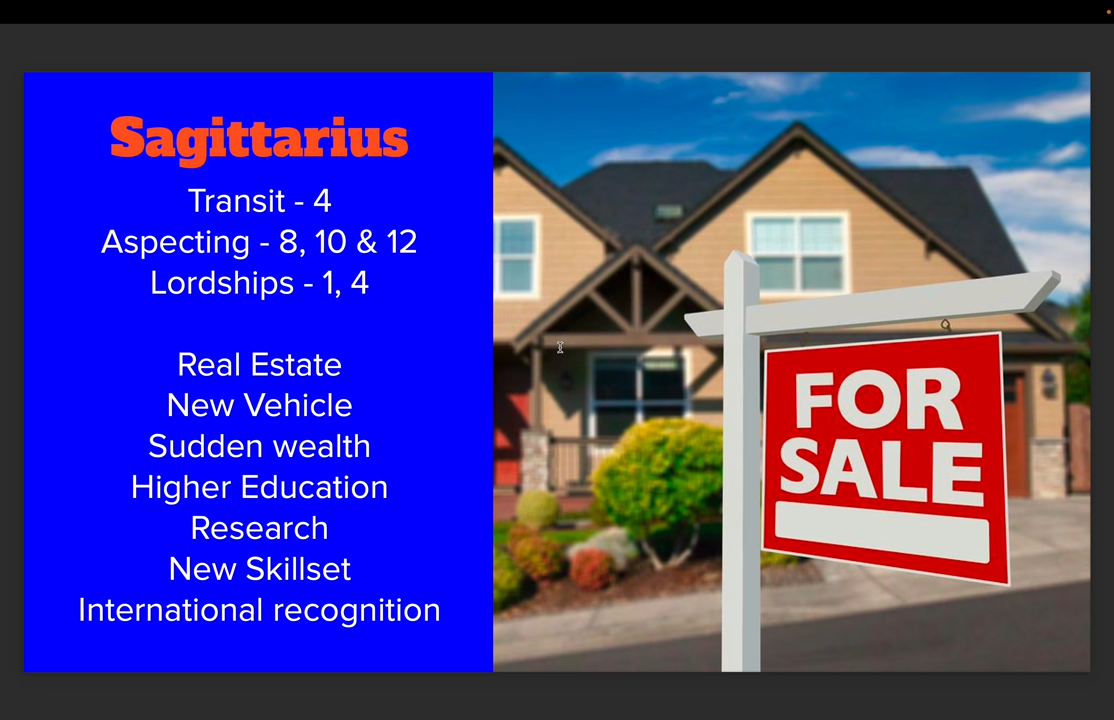 Sagittarius
Transit - 4
Aspecting - 8, 10 & 12
Lordships - 1, 4
Real Estate
New Vehicle
Sudden wealth
Higher Education
Research
New Skillset
International recognition
FOR
SALE